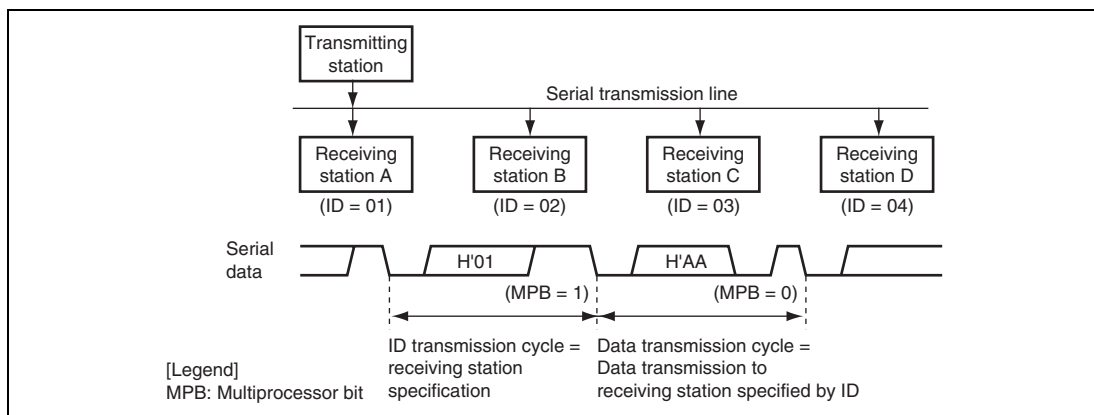 Transmitting
station
Serial transmission line
Receiving
station A
Receiving
station B
Receiving
station C
Receiving
station D
(ID = 01)
(ID = 02)
(ID = 03)
(ID = 04)
Serial
data
H'01
H'AA
(MPB = 1)
(MPB = 0)
ID transmission cycle =
receiving station
specification
Data transmission cycle =
Data transmission to
receiving station specified by ID
[Legend]
MPB: Multiprocessor bit